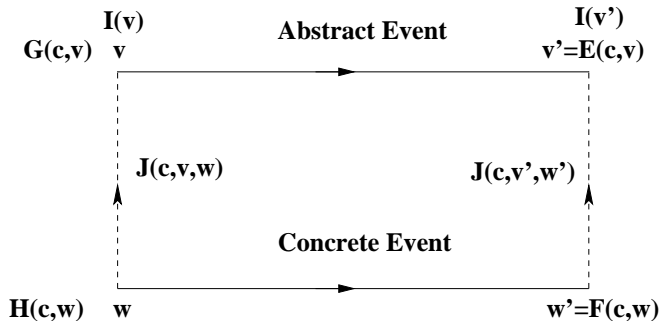 I(v)
I(v’)
Abstract Event
G(c,v)
v
v’=E(c,v)
J(c,v,w)
J(c,v’,w’)
Concrete Event
H(c,w)
w
w’=F(c,w)